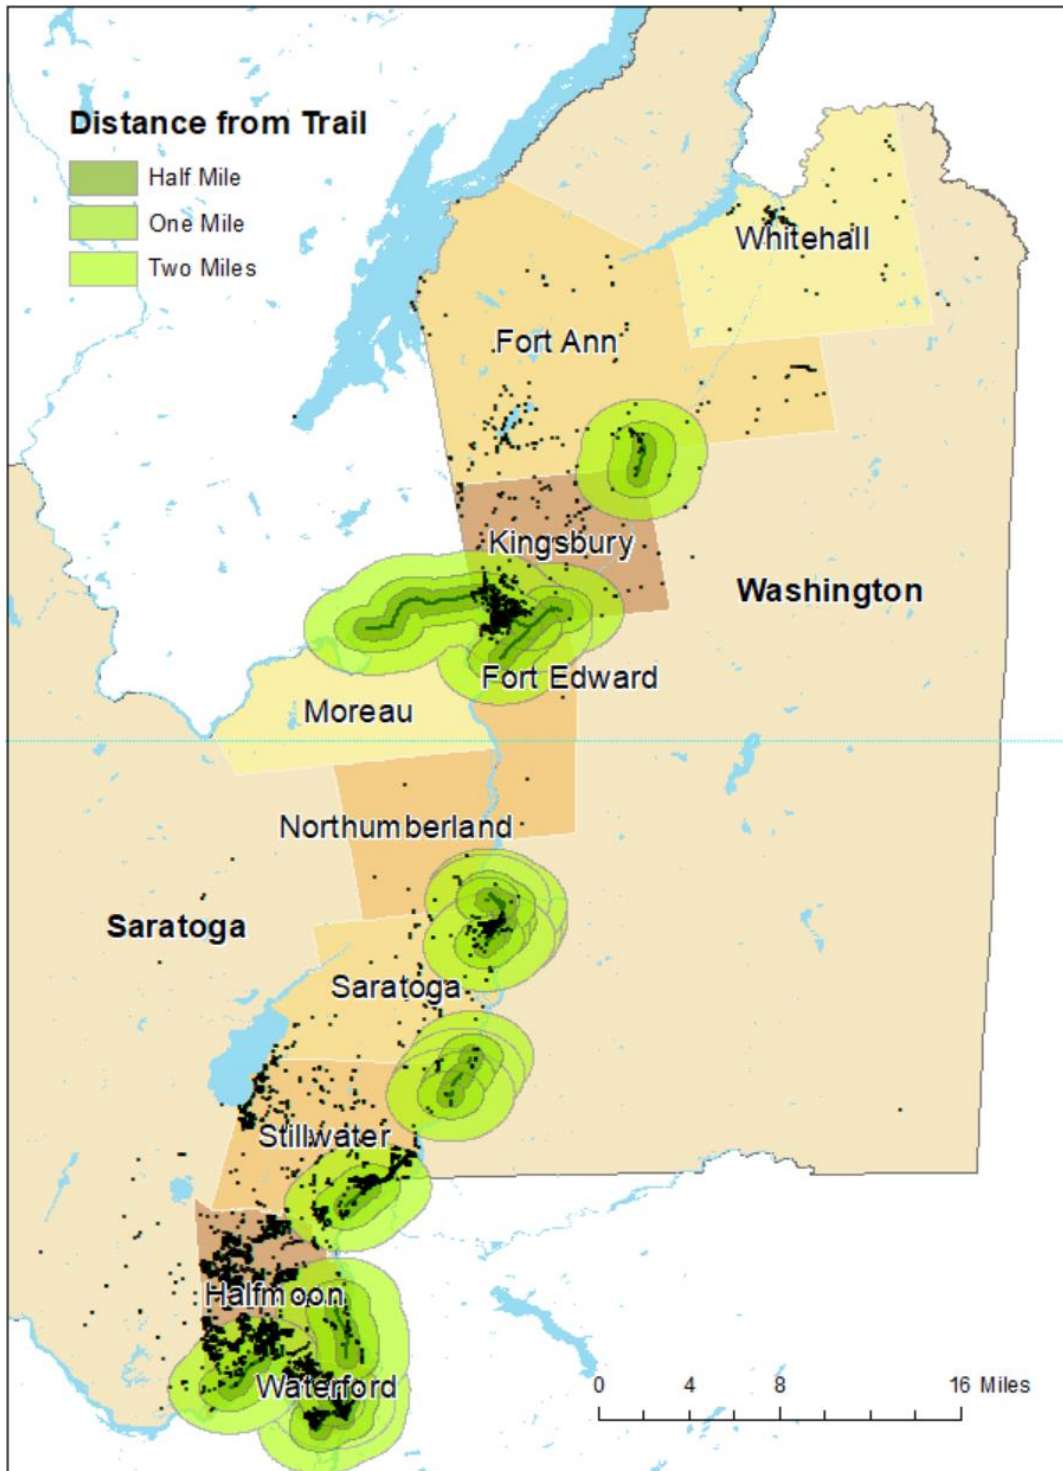 Distance from Trail
Half Mile
One Mile
Two Miles
Whitehall
Fort Ann
Kingsbury
Washington
Fort Edward
Moreau
Northumberland
Saratoga
Saratoga
Stillwater
Halfmoon
Waterford
0 4 8 16 Miles